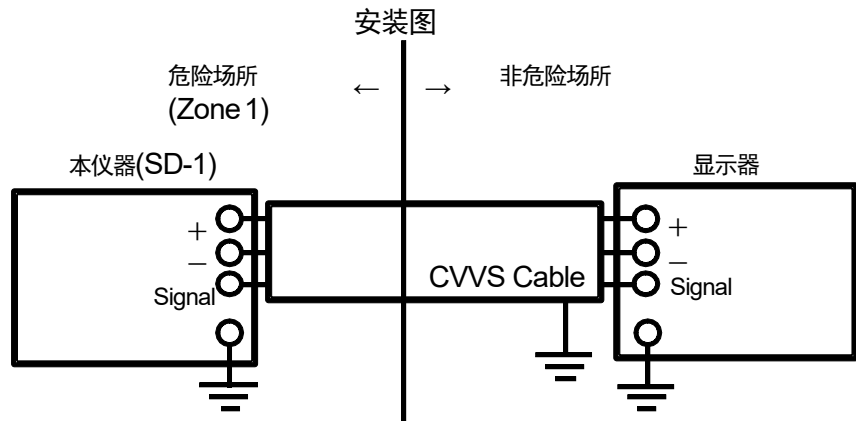 安装图
危险场所
(Zone 1)
← →
非危险场所
本仪器(SD-1)
显示器
+
−
Signal
CVVS Cable
+
−
Signal